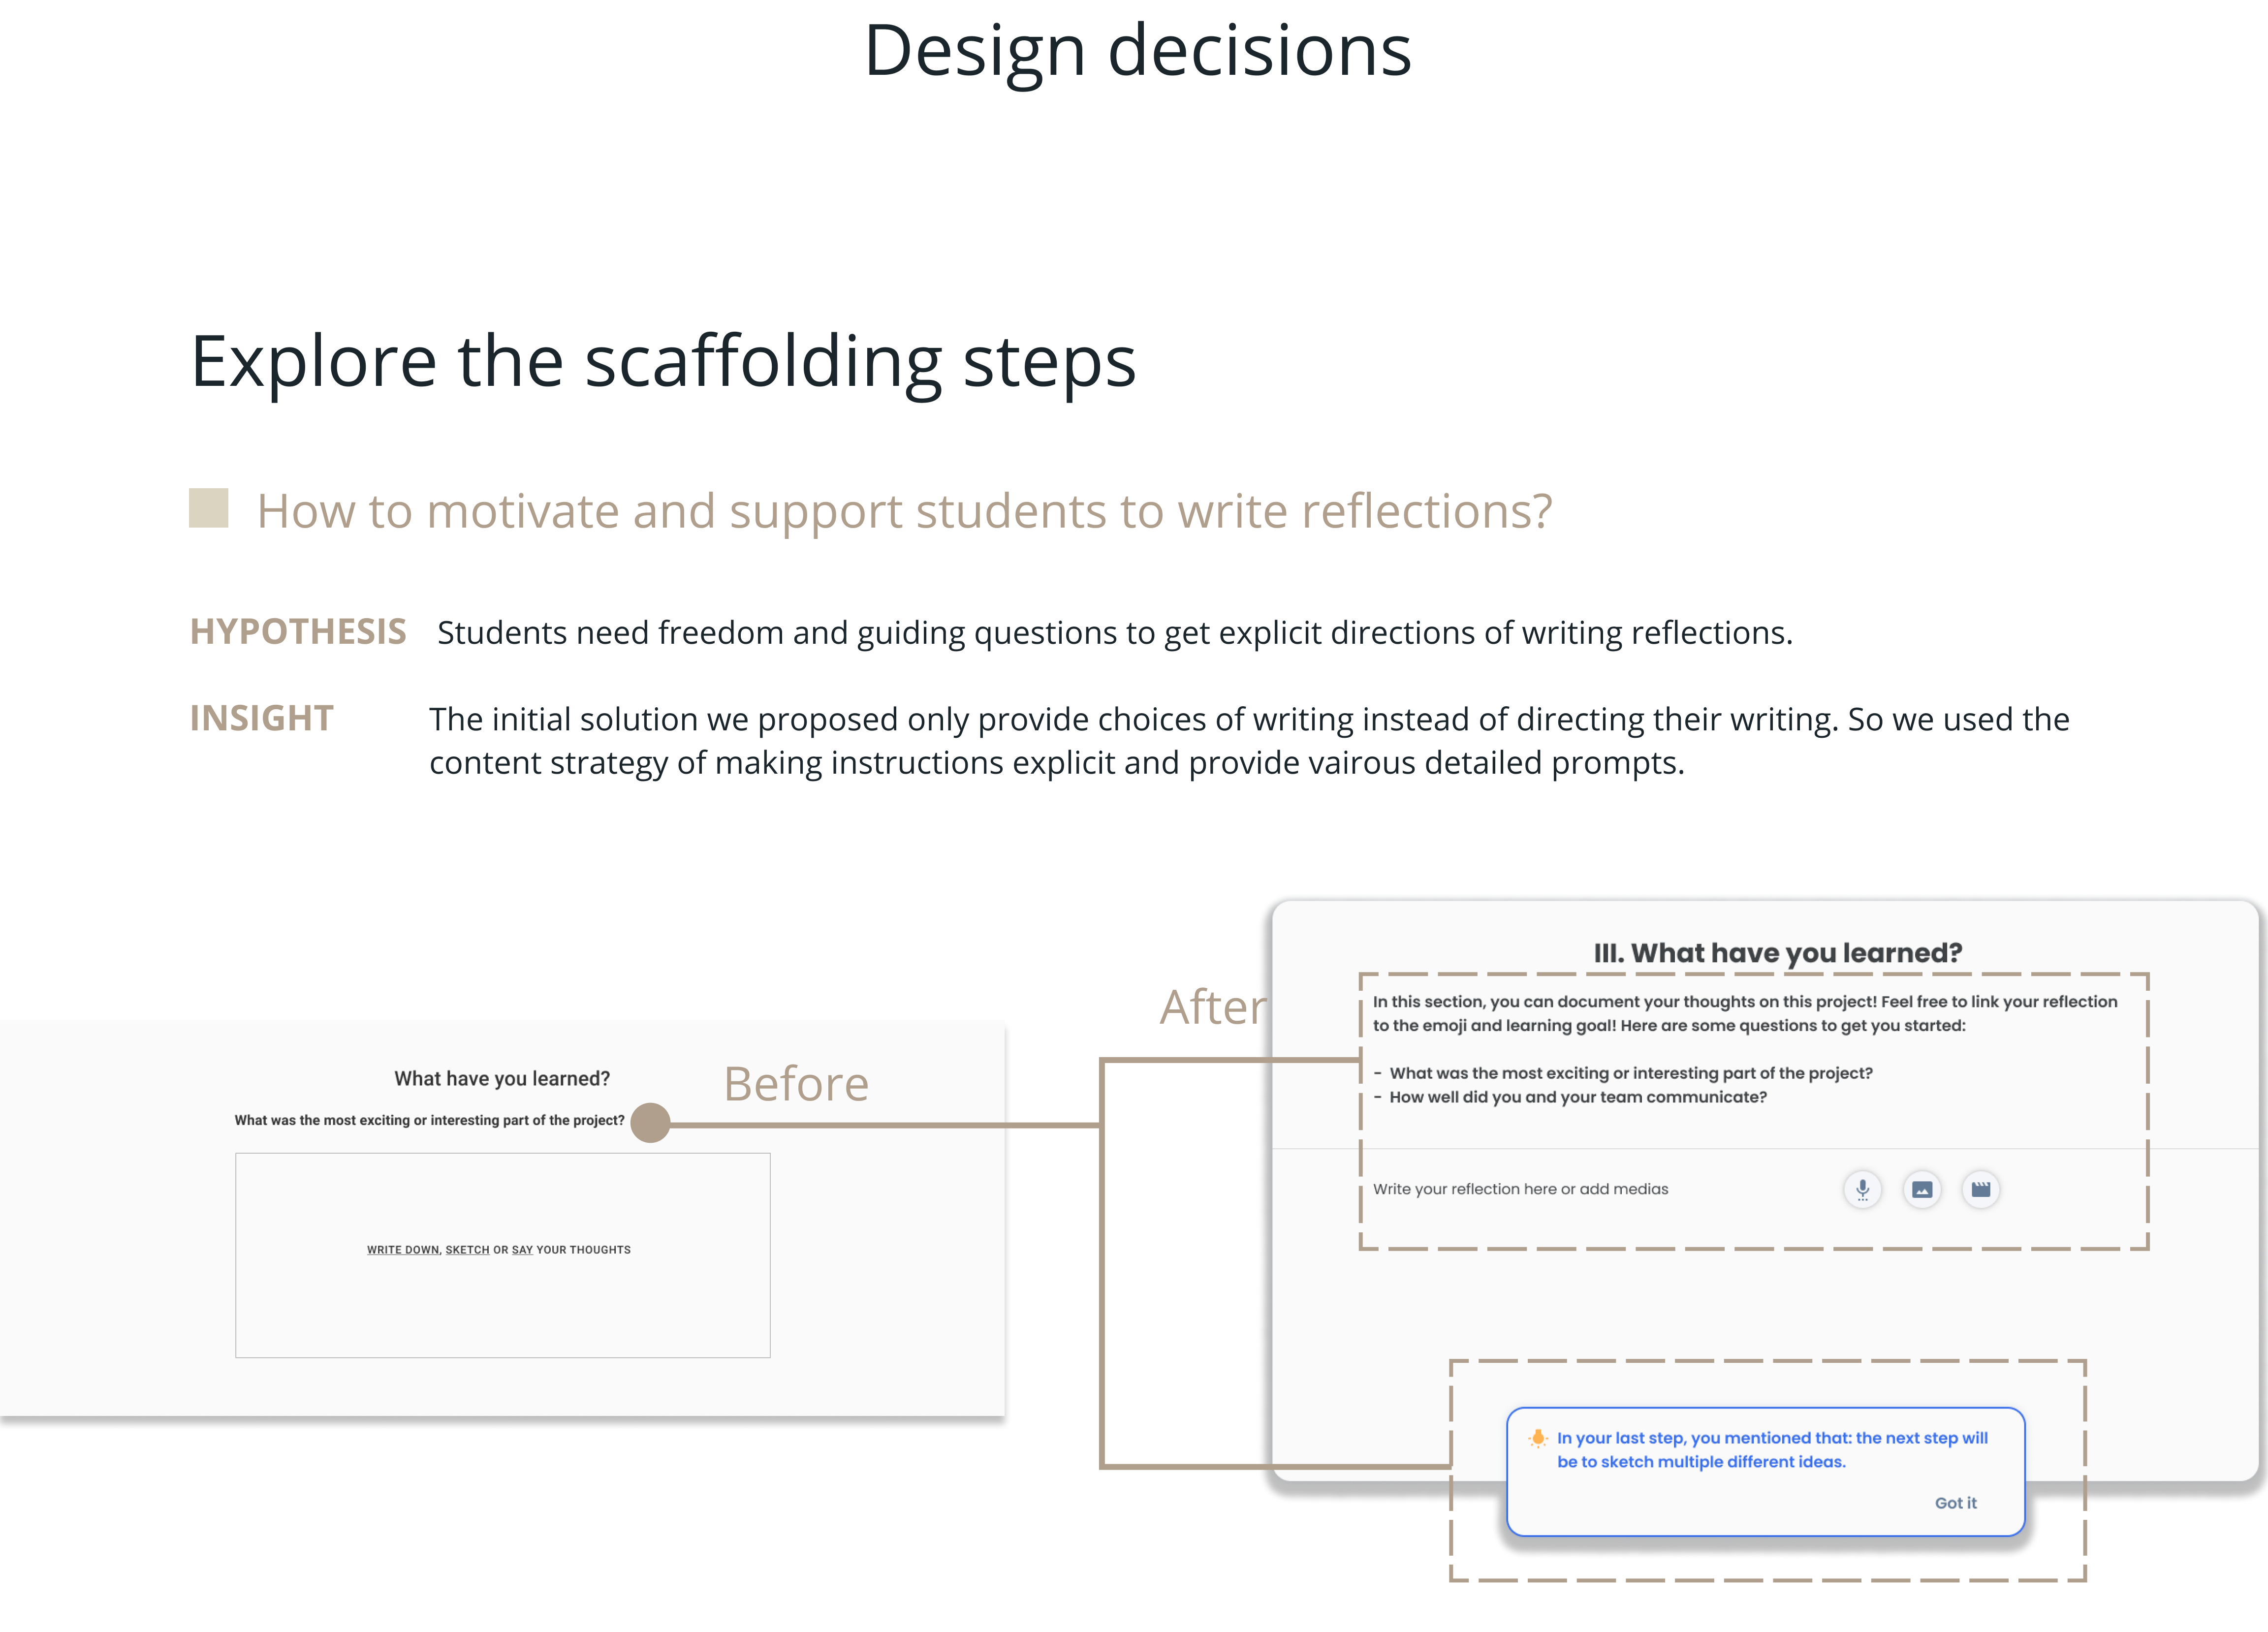 Design decisions
Explore the scaffolding steps
How to motivate and support students to write reflections?
HYPOTHESIS Students need freedom and guiding questions to get explicit directions of writing reflections.
INSIGHT The initial solution we proposed only provide choices of writing instead of directing their writing. So we used the
content strategy of making instructions explicit and provide vairous detailed prompts.
Before
What have you learned?
What was the most exciting or interesting part of the project?
WRITE DOWN, SKETCH OR SAY YOUR THOUGHTS
After
III. What have you learned?
In this section, you can document your thoughts on this project! Feel free to link your reflection
to the emoji and learning goal! Here are some questions to get you started:
- What was the most exciting or interesting part of the project?
- How well did you and your team communicate?
Write your reflection here or add medias
In your last step, you mentioned that: the next step will
be to sketch multiple different ideas.
Got it